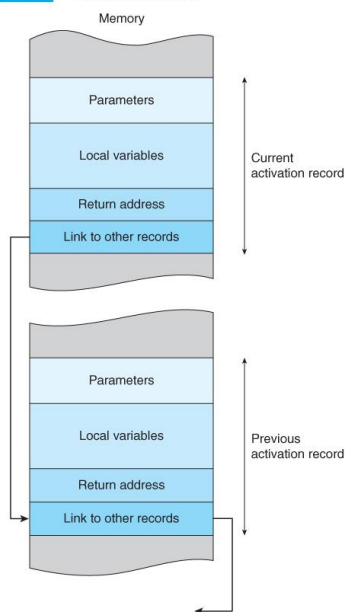 Memory
Parameters
Local variables
Current
activation record
Return address
Link to other records
Parameters
Local variables
Previous
activation record
Return address
Link to other records